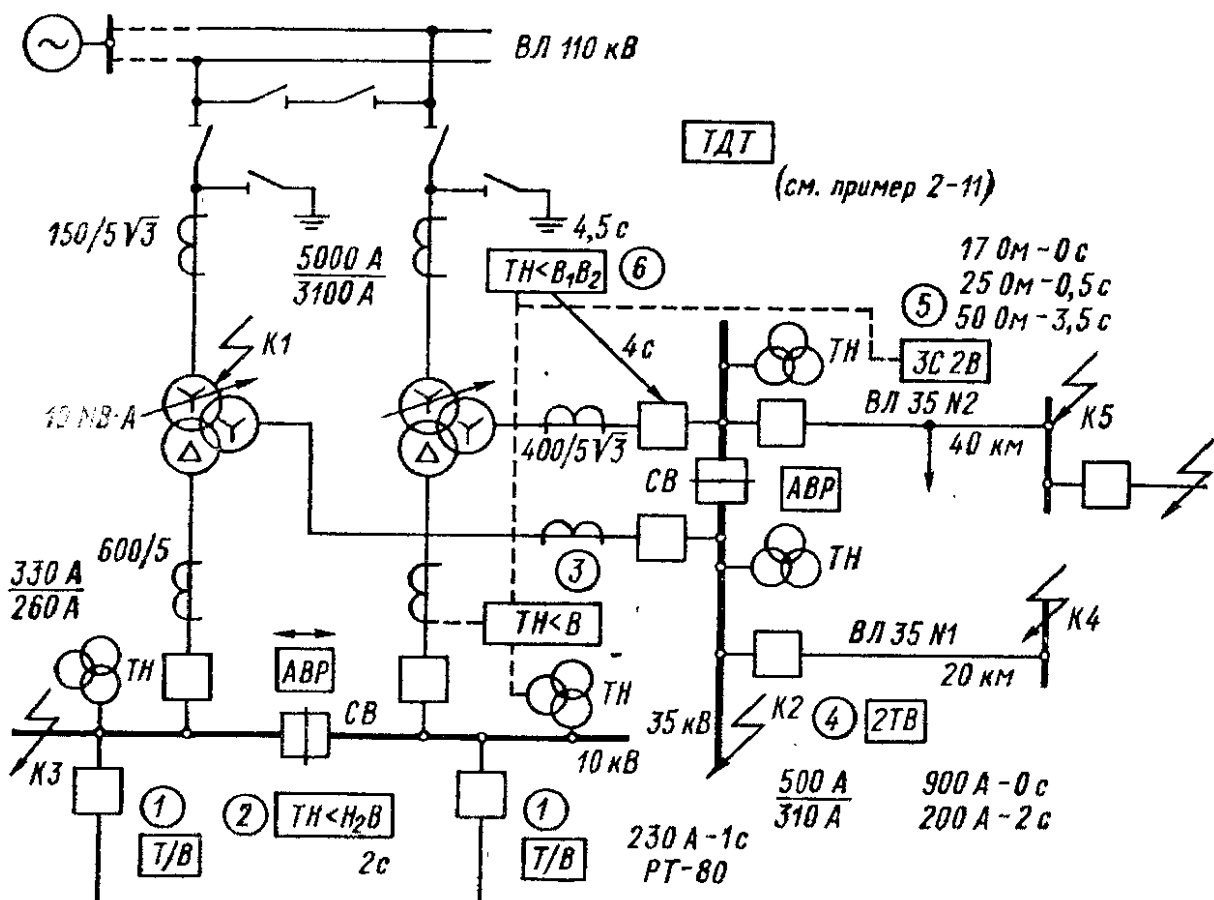 ВЛ 110 кВ
ТДТ
(см. пример 2-11)
150/5√3
5000 А
3100 А
4,5 с
ТН<В₁В₂
6
17 Ом-0 с
25 Ом-0,5 с
50 Ом-3,5 с
5
К1
4 с
ТН
3С 2В
МВ·А
ВЛ 35 N2
К5
400/5√3
40 км
СВ
АВР
600/5
ТН
330 А
260 А
3
ТН<В
ВЛ 35 N1
К4
20 км
ТН
АВР
ТН
СВ
К2
4
2ТВ
35 кВ
К3
10 кВ
500 А
310 А
900 А-0 с
200 А-2 с
1
2
ТН<Н₂В
1
Т/В
2с
Т/В
230 А-1с
РТ-80